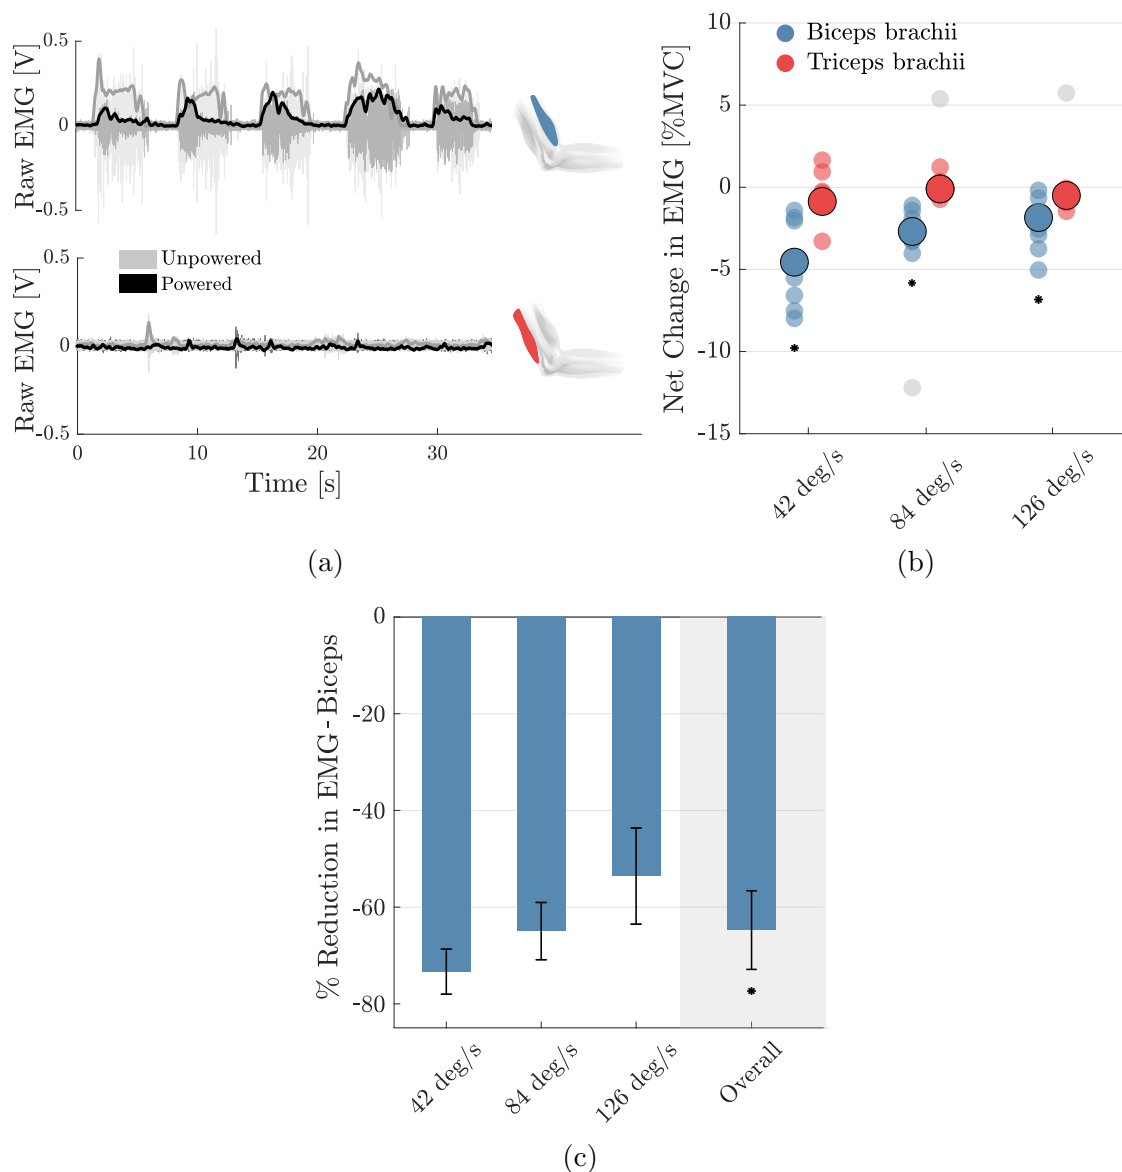 Raw EMG [V]
0.5
0
-0.5
Raw EMG [V]
0.5
0
-0.5
Unpowered
Powered
0
10
20
30
Time [s]
(a)
Net Change in EMG [%MVC]
10
5
0
-5
-10
-15
Biceps brachii
Triceps brachii
42 deg/s
84 deg/s
126 deg/s
(b)
% Reduction in EMG-Biceps
0
-20
-40
-60
-80
*
42 deg/s
84 deg/s
126 deg/s
Overall
(c)